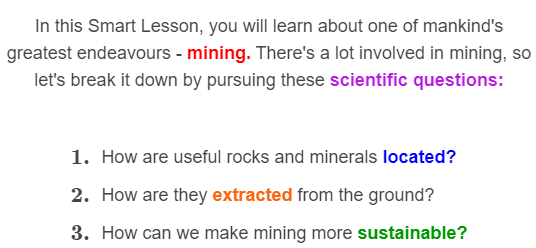 In this Smart Lesson, you will learn about one of mankind's
greatest endeavours - mining. There's a lot involved in mining, so
let's break it down by pursuing these scientific questions:
1. How are useful rocks and minerals located?
2. How are they extracted from the ground?
3. How can we make mining more sustainable?